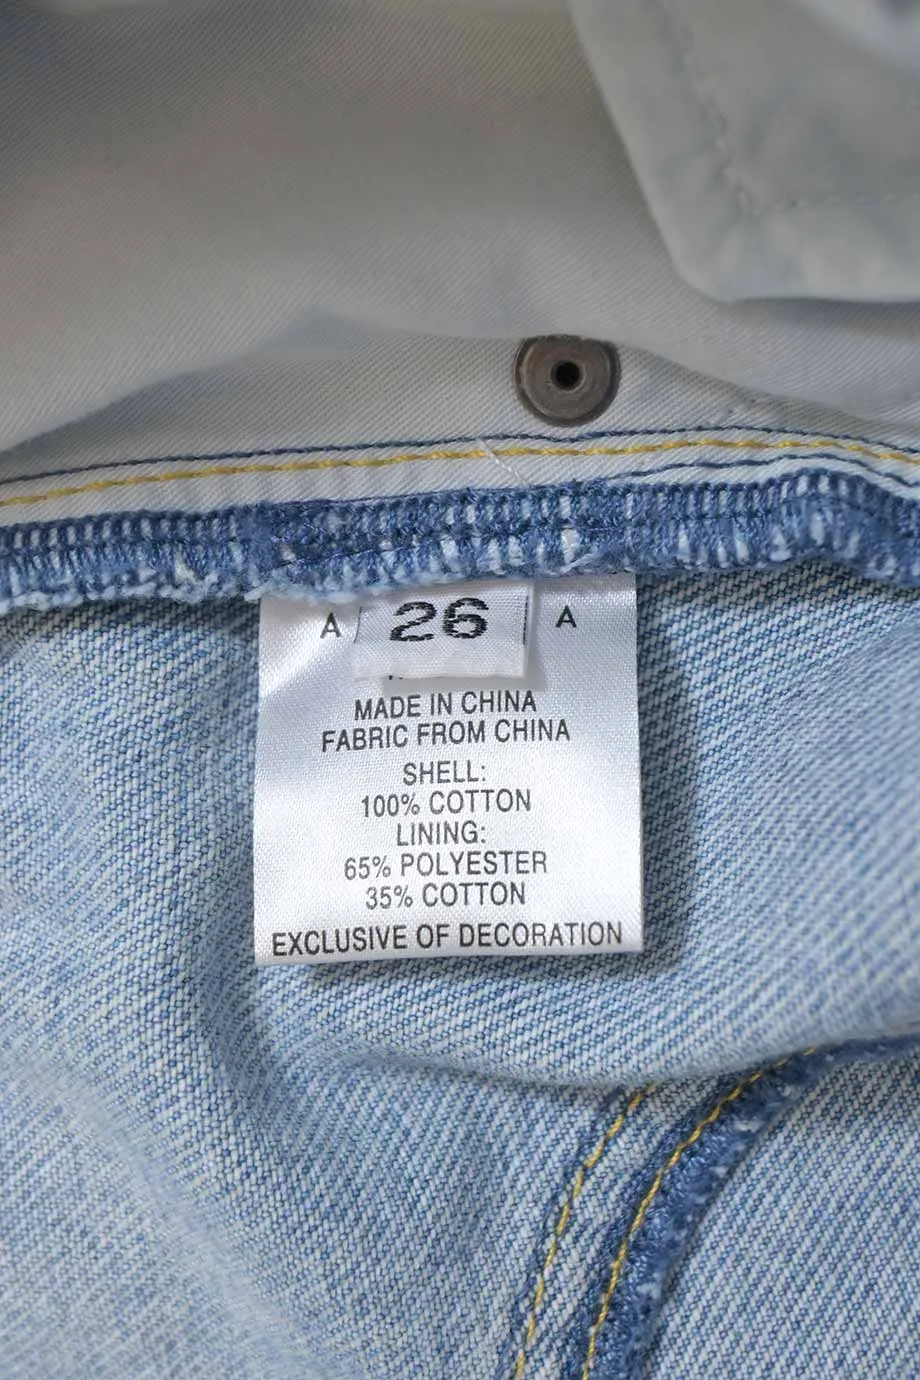 A 26 A
MADE IN CHINA
FABRIC FROM CHINA
SHELL:
100% COTTON
LINING:
65% POLYESTER
35% COTTON
EXCLUSIVE OF DECORATION